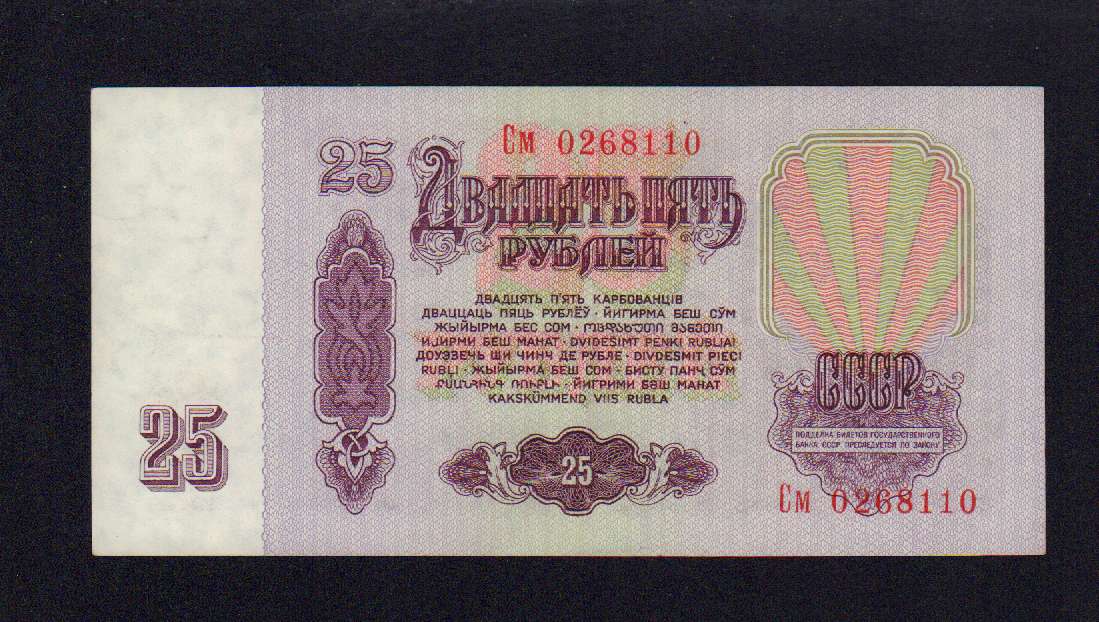 См 0268110
25
ДВАДЦАТЬ ПЯТЬ
РУБЛЕЙ
ДВАДЦЯТЬ П'ЯТЬ КАРБОВАНЦІВ
ДВАЦЦАЦЬ ПЯЦЬ РУБЛЁЎ · ЙИГИРМА БЕШ СЎМ
ЖЫЙЫРМА БЕС СОМ · ᲝᲪᲓᲐᲮᲣᲗᲘ ᲛᲐᲜᲔᲗᲘ
ИЈИРМИ БЕШ МАНАТ · DVIDEŠIMT PENKI RUBLIAI
ДОУЭЗЕЧЬ ШИ ЧИНЧ ДЕ РУБЛЕ · DIVDESMIT PIECI
RUBĻI · ЖЫЙЫРМА БЕШ СОМ · БИСТУ ПАНҶ СӮМ
ՔՍԱՆՀԻՆԳ ՌՈՒԲԼԻ · ЙИГРИМИ БӘШ МАНАТ
KAKSKÜMMEND VIIS RUBLA
25
25
СССР
ПОДДЕЛКА БИЛЕТОВ ГОСУДАРСТВЕННОГО
БАНКА СССР ПРЕСЛЕДУЕТСЯ ПО ЗАКОНУ
См 0268110